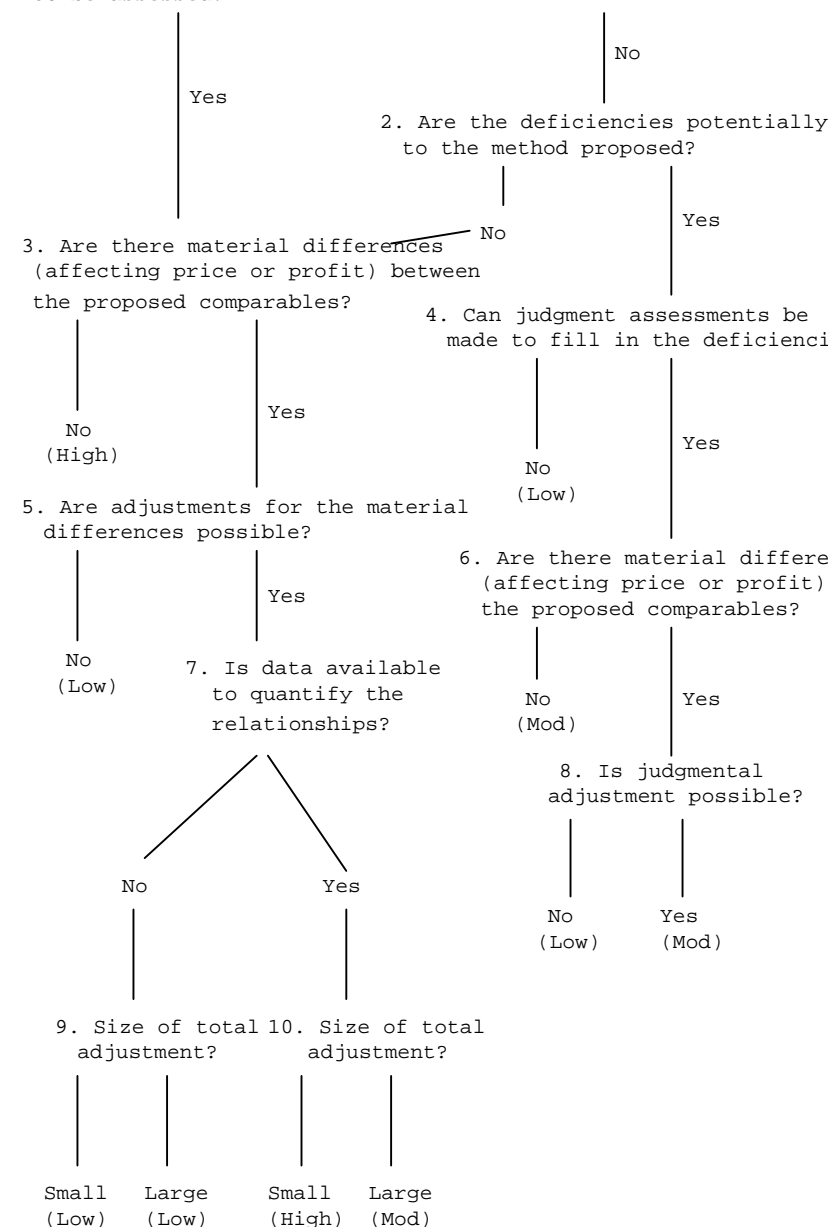 No
Yes
2. Are the deficiencies potentially
to the method proposed?
No
Yes
3. Are there material differences
(affecting price or profit) between
the proposed comparables?
4. Can judgment assessments be
made to fill in the deficienci
Yes
No
(High)
Yes
No
(Low)
5. Are adjustments for the material
differences possible?
6. Are there material differe
(affecting price or profit)
the proposed comparables?
Yes
No
(Low)
7. Is data available
to quantify the
relationships?
No
(Mod)
Yes
8. Is judgmental
adjustment possible?
No
Yes
No
(Low)
Yes
(Mod)
9. Size of total
adjustment?
10. Size of total
adjustment?
Small
(Low)
Large
(Low)
Small
(High)
Large
(Mod)